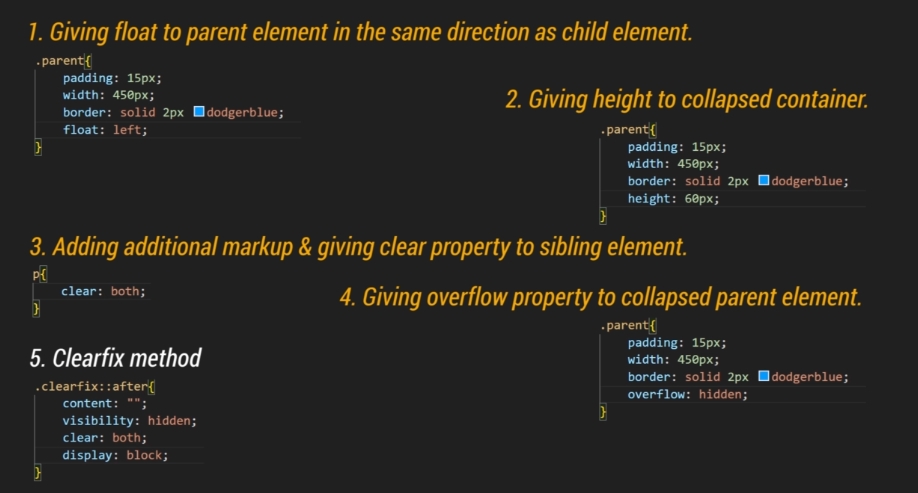 1. Giving float to parent element in the same direction as child element.
.parent{
padding: 15px;
width: 450px;
border: solid 2px dodgerblue;
float: left;
}
2. Giving height to collapsed container.
.parent{
padding: 15px;
width: 450px;
border: solid 2px dodgerblue;
height: 60px;
}
3. Adding additional markup & giving clear property to sibling element.
p{
clear: both;
}
4. Giving overflow property to collapsed parent element.
.parent{
padding: 15px;
width: 450px;
border: solid 2px dodgerblue;
overflow: hidden;
}
5. Clearfix method
.clearfix::after{
content: "";
visibility: hidden;
clear: both;
display: block;
}